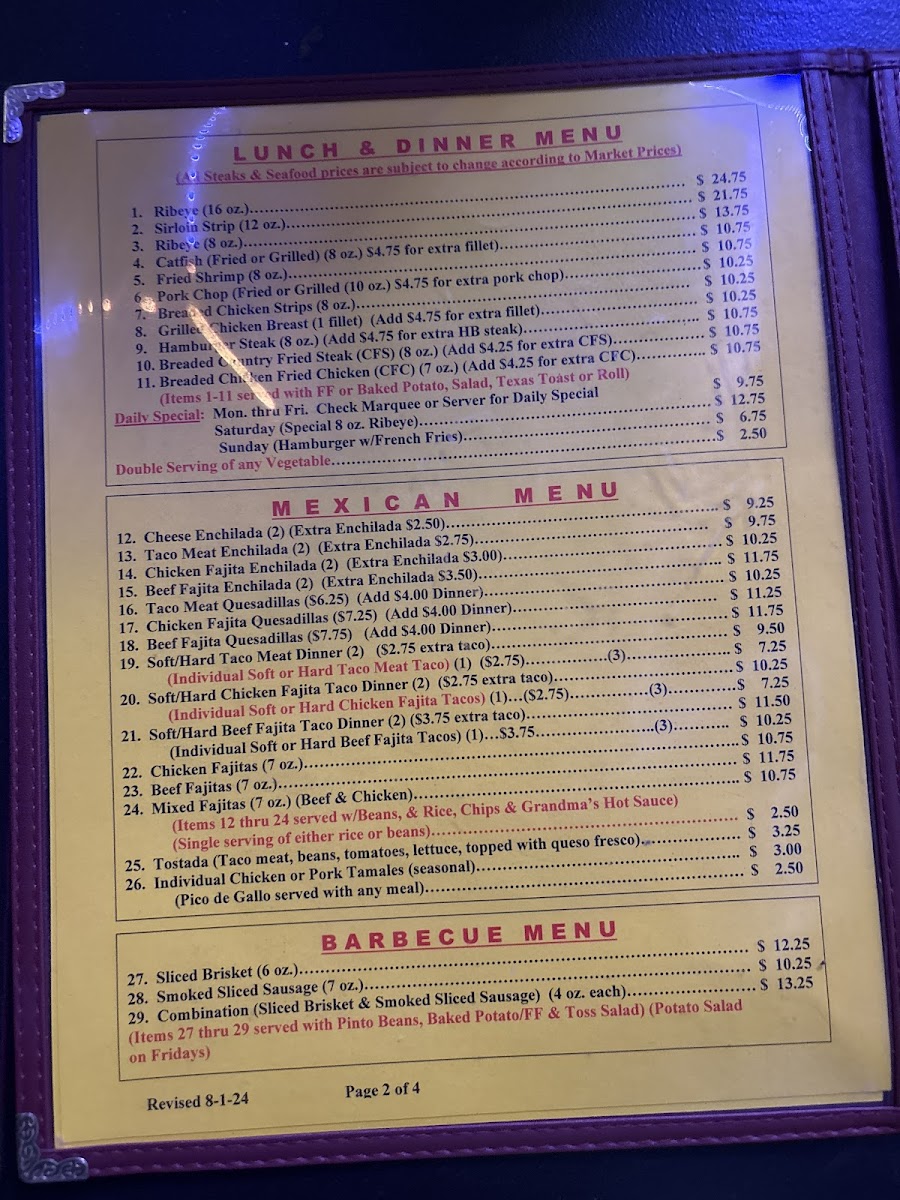 LUNCH & DINNER MENU
(All Steaks & Seafood prices are subject to change according to Market Prices)
1. Ribeye (16 oz.)........ $ 24.75
2. Sirloin Strip (12 oz.)........ $ 21.75
3. Ribeye (8 oz.)........ $ 13.75
4. Catfish (Fried or Grilled) (8 oz.) $4.75 for extra fillet)........ $ 10.75
5. Fried Shrimp (8 oz.)........ $ 10.75
6. Pork Chop (Fried or Grilled (10 oz.) $4.75 for extra pork chop)........ $ 10.25
7. Breaded Chicken Strips (8 oz.)........ $ 10.25
8. Grilled Chicken Breast (1 fillet) (Add $4.75 for extra fillet)........ $ 10.25
9. Hamburger Steak (8 oz.) (Add $4.75 for extra HB steak)........ $ 10.75
10. Breaded Country Fried Steak (CFS) (8 oz.) (Add $4.25 for extra CFS)........ $ 10.75
11. Breaded Chicken Fried Chicken (CFC) (7 oz.) (Add $4.25 for extra CFC)........ $ 10.75
(Items 1-11 served with FF or Baked Potato, Salad, Texas Toast or Roll)
Daily Special: Mon. thru Fri. Check Marquee or Server for Daily Special $ 9.75
Saturday (Special 8 oz. Ribeye)........ $ 12.75
Sunday (Hamburger w/French Fries)........ $ 6.75
Double Serving of any Vegetable........ $ 2.50
MEXICAN MENU
12. Cheese Enchilada (2) (Extra Enchilada $2.50)........ $ 9.25
13. Taco Meat Enchilada (2) (Extra Enchilada $2.75)........ $ 9.75
14. Chicken Fajita Enchilada (2) (Extra Enchilada $3.00)........ $ 10.25
15. Beef Fajita Enchilada (2) (Extra Enchilada $3.50)........ $ 11.75
16. Taco Meat Quesadillas ($6.25) (Add $4.00 Dinner)........ $ 10.25
17. Chicken Fajita Quesadillas ($7.25) (Add $4.00 Dinner)........ $ 11.25
18. Beef Fajita Quesadillas ($7.75) (Add $4.00 Dinner)........ $ 11.75
19. Soft/Hard Taco Meat Dinner (2) ($2.75 extra taco)........ $ 9.50
(Individual Soft or Hard Taco Meat Taco) (1) ($2.75)........(3)........ $ 7.25
20. Soft/Hard Chicken Fajita Taco Dinner (2) ($2.75 extra taco)........ $ 10.25
(Individual Soft or Hard Chicken Fajita Tacos) (1)...($2.75)........(3)........ $ 7.25
21. Soft/Hard Beef Fajita Taco Dinner (2) ($3.75 extra taco)........ $ 11.50
(Individual Soft or Hard Beef Fajita Tacos) (1)...$3.75........(3)........ $ 10.25
22. Chicken Fajitas (7 oz.)........ $ 10.75
23. Beef Fajitas (7 oz.)........ $ 11.75
24. Mixed Fajitas (7 oz.) (Beef & Chicken)........ $ 10.75
(Items 12 thru 24 served w/Beans, & Rice, Chips & Grandma's Hot Sauce)
(Single serving of either rice or beans)........ $ 2.50
25. Tostada (Taco meat, beans, tomatoes, lettuce, topped with queso fresco)........ $ 3.25
26. Individual Chicken or Pork Tamales (seasonal)........ $ 3.00
(Pico de Gallo served with any meal)........ $ 2.50
BARBECUE MENU
27. Sliced Brisket (6 oz.)........ $ 12.25
28. Smoked Sliced Sausage (7 oz.)........ $ 10.25
29. Combination (Sliced Brisket & Smoked Sliced Sausage) (4 oz. each)........ $ 13.25
(Items 27 thru 29 served with Pinto Beans, Baked Potato/FF & Toss Salad) (Potato Salad
on Fridays)
Revised 8-1-24 Page 2 of 4